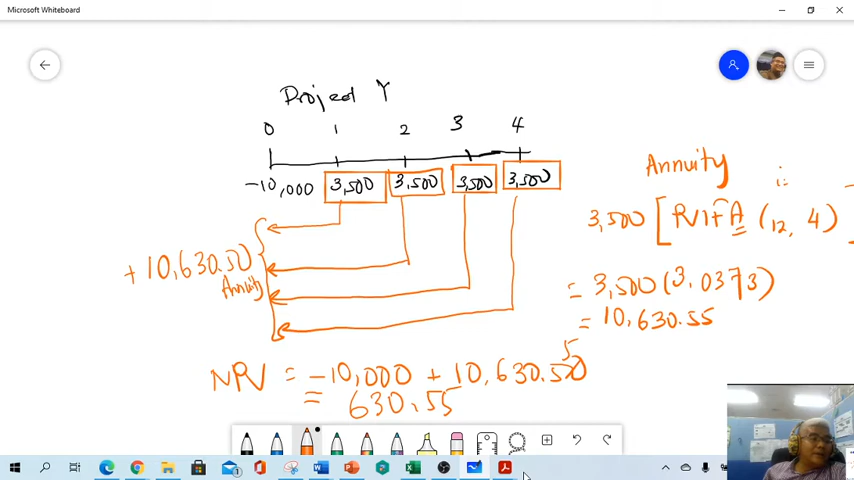 Microsoft Whiteboard
Project Y
0 1 2 3 4
-10,000 3,500 3,500 3,500 3,500
+ 10,630.50
Annuity
Annuity
3,500 [ PVIFA (12, 4)
= 3,500 (3.0373)
= 10,630.55
NPV = -10,000 + 10,630.50
5
= 630.55